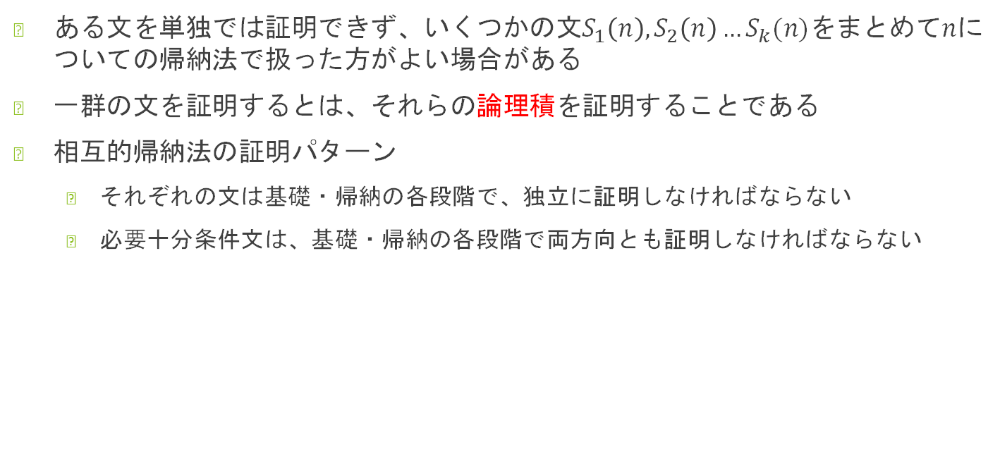 ある文を単独では証明できず、いくつかの文S₁(n), S₂(n) … Sₖ(n)をまとめてnに
ついての帰納法で扱った方がよい場合がある
一群の文を証明するとは、それらの論理積を証明することである
相互的帰納法の証明パターン
それぞれの文は基礎・帰納の各段階で、独立に証明しなければならない
必要十分条件文は、基礎・帰納の各段階で両方向とも証明しなければならない